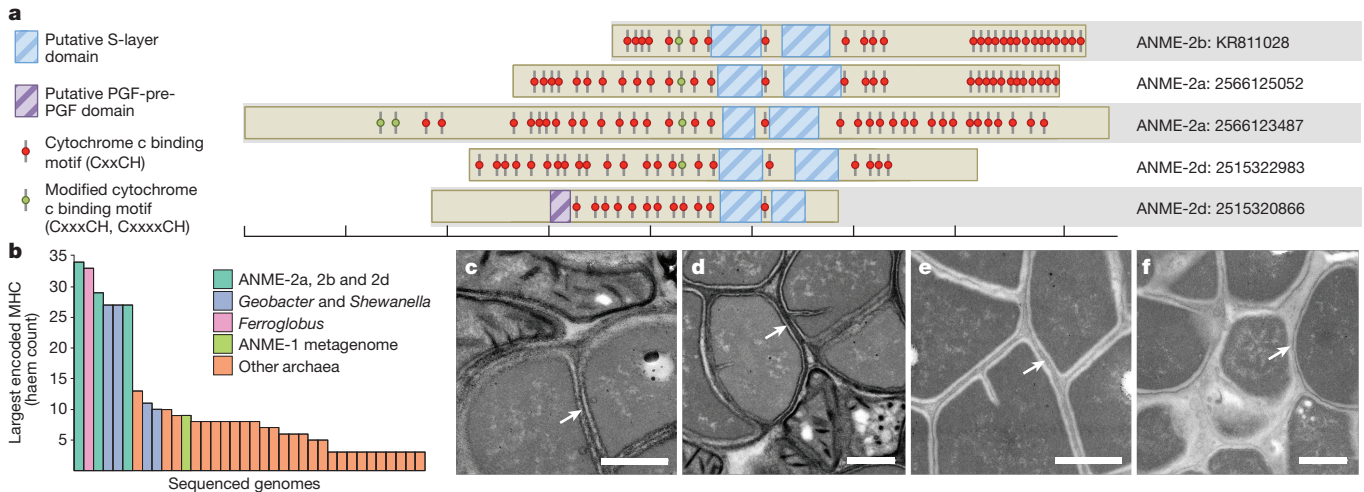 a
Putative S-layer
domain
Putative PGF-pre-
PGF domain
Cytochrome c binding
motif (CxxCH)
Modified cytochrome
c binding motif
(CxxxCH, CxxxxCH)
ANME-2b: KR811028
ANME-2a: 2566125052
ANME-2a: 2566123487
ANME-2d: 2515322983
ANME-2d: 2515320866
b
Largest encoded MHC
(haem count)
35
30
25
20
15
10
5
ANME-2a, 2b and 2d
Geobacter and Shewanella
Ferroglobus
ANME-1 metagenome
Other archaea
Sequenced genomes
c
d
e
f